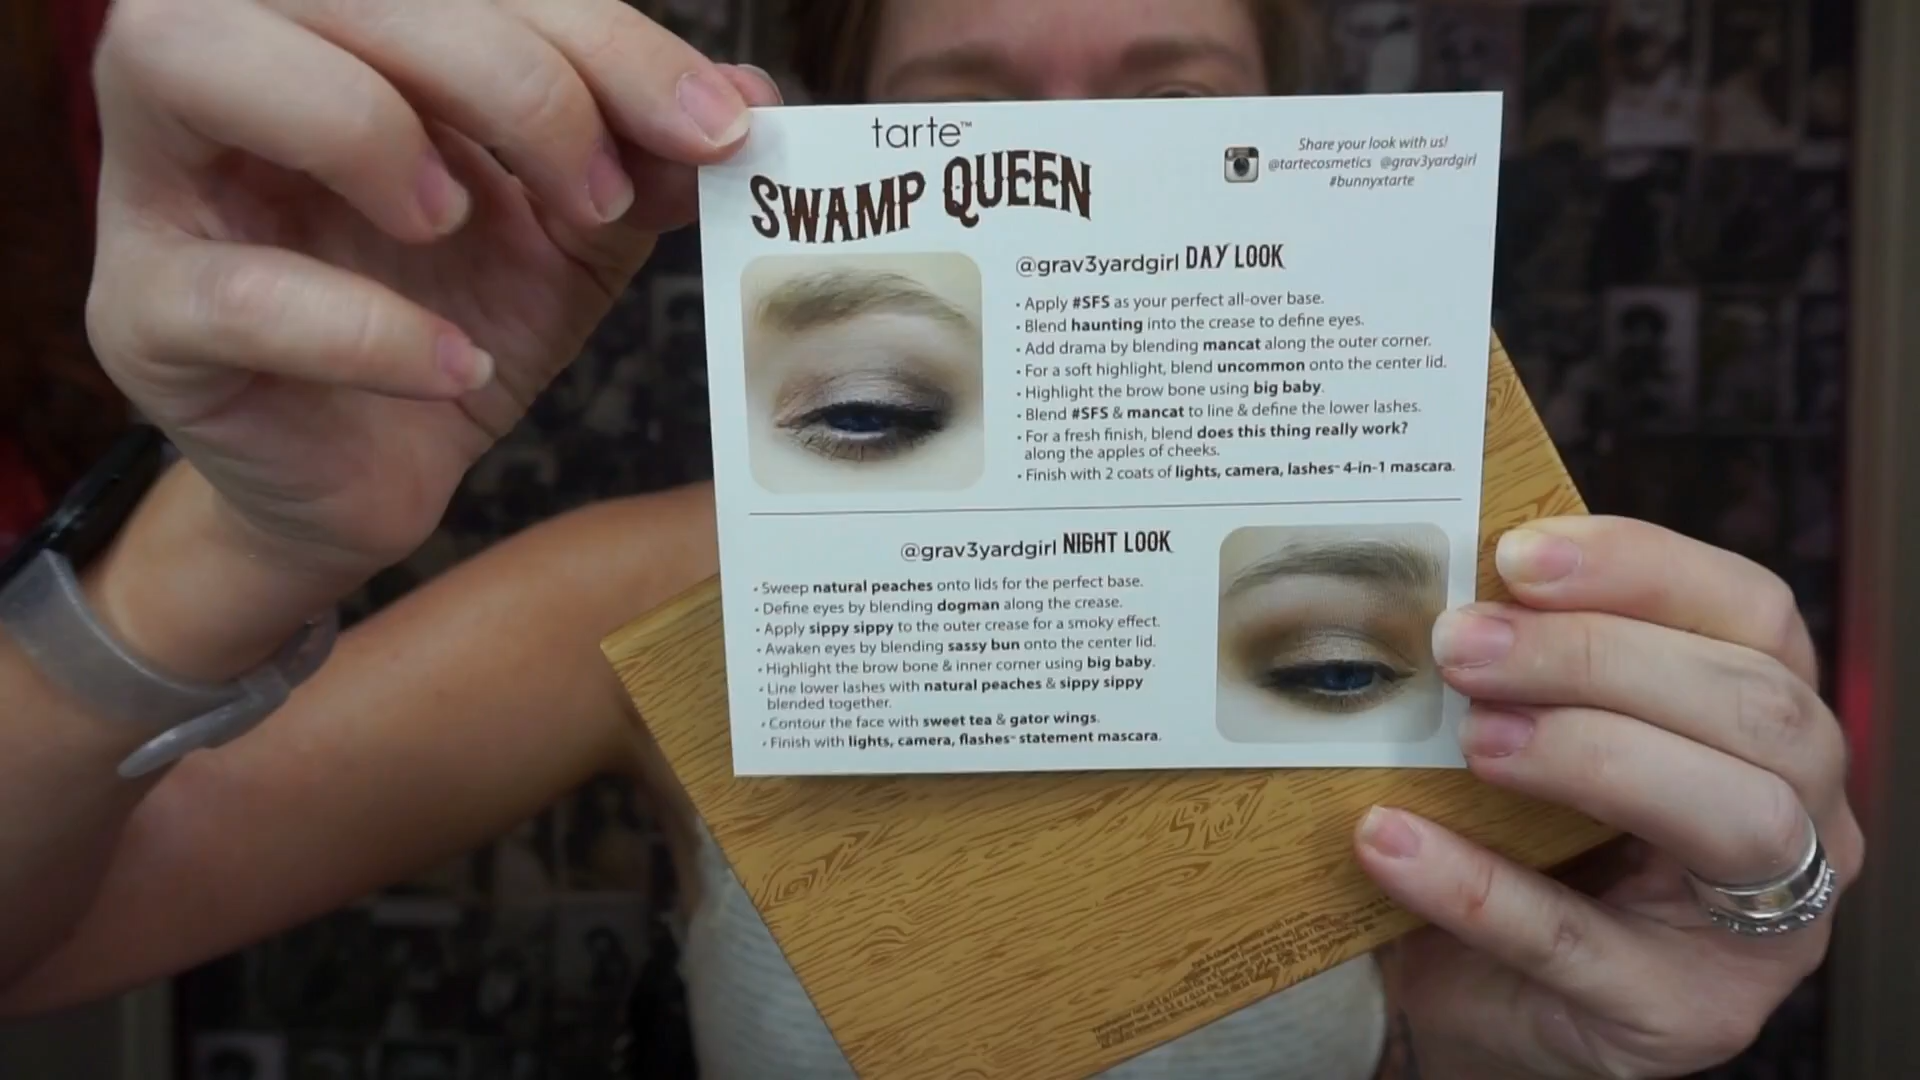 tarte™
SWAMP QUEEN
Share your look with us!
@tartecosmetics @grav3yardgirl
#bunnyxtarte
@grav3yardgirl DAY LOOK
• Apply #SFS as your perfect all-over base.
• Blend haunting into the crease to define eyes.
• Add drama by blending mancat along the outer corner.
• For a soft highlight, blend uncommon onto the center lid.
• Highlight the brow bone using big baby.
• Blend #SFS & mancat to line & define the lower lashes.
• For a fresh finish, blend does this thing really work?
along the apples of cheeks.
• Finish with 2 coats of lights, camera, lashes™ 4-in-1 mascara.
@grav3yardgirl NIGHT LOOK
• Sweep natural peaches onto lids for the perfect base.
• Define eyes by blending dogman along the crease.
• Apply sippy sippy to the outer crease for a smoky effect.
• Awaken eyes by blending sassy bun onto the center lid.
• Highlight the brow bone & inner corner using big baby.
• Line lower lashes with natural peaches & sippy sippy
blended together.
• Contour the face with sweet tea & gator wings.
• Finish with lights, camera, flashes™ statement mascara.